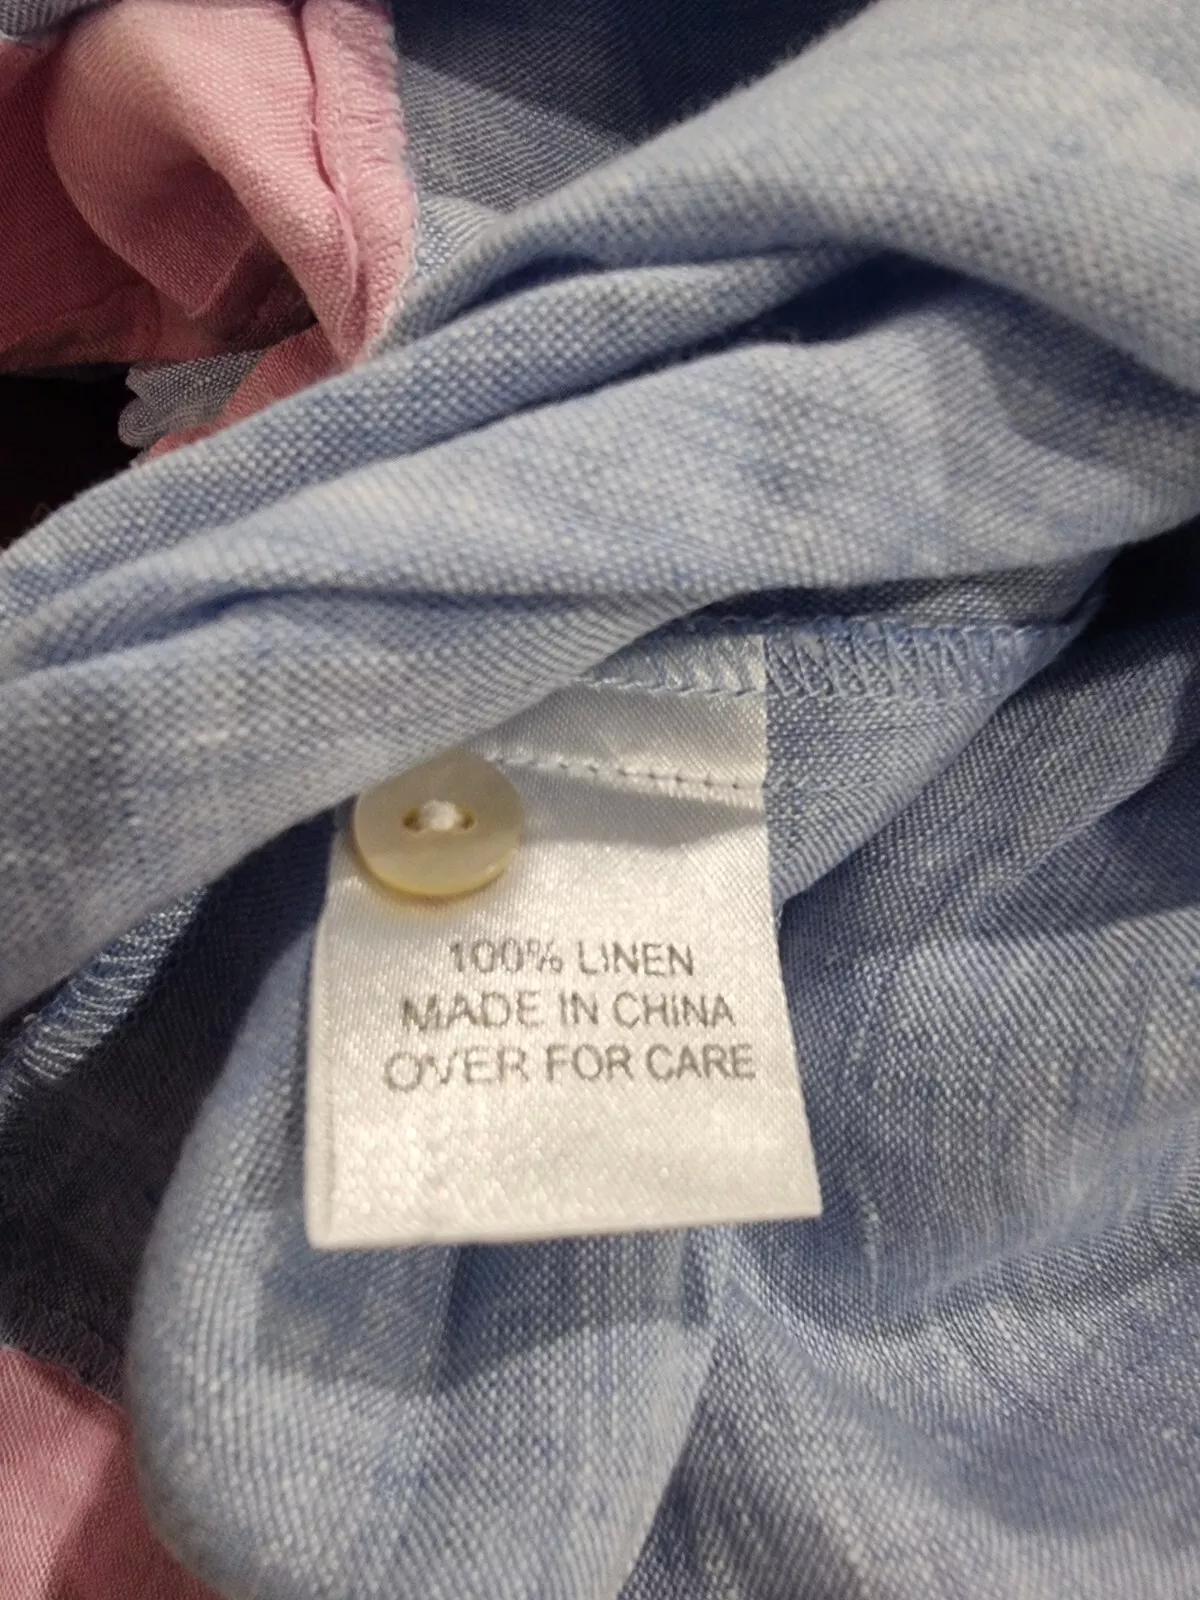 100% LINEN
MADE IN CHINA
OVER FOR CARE